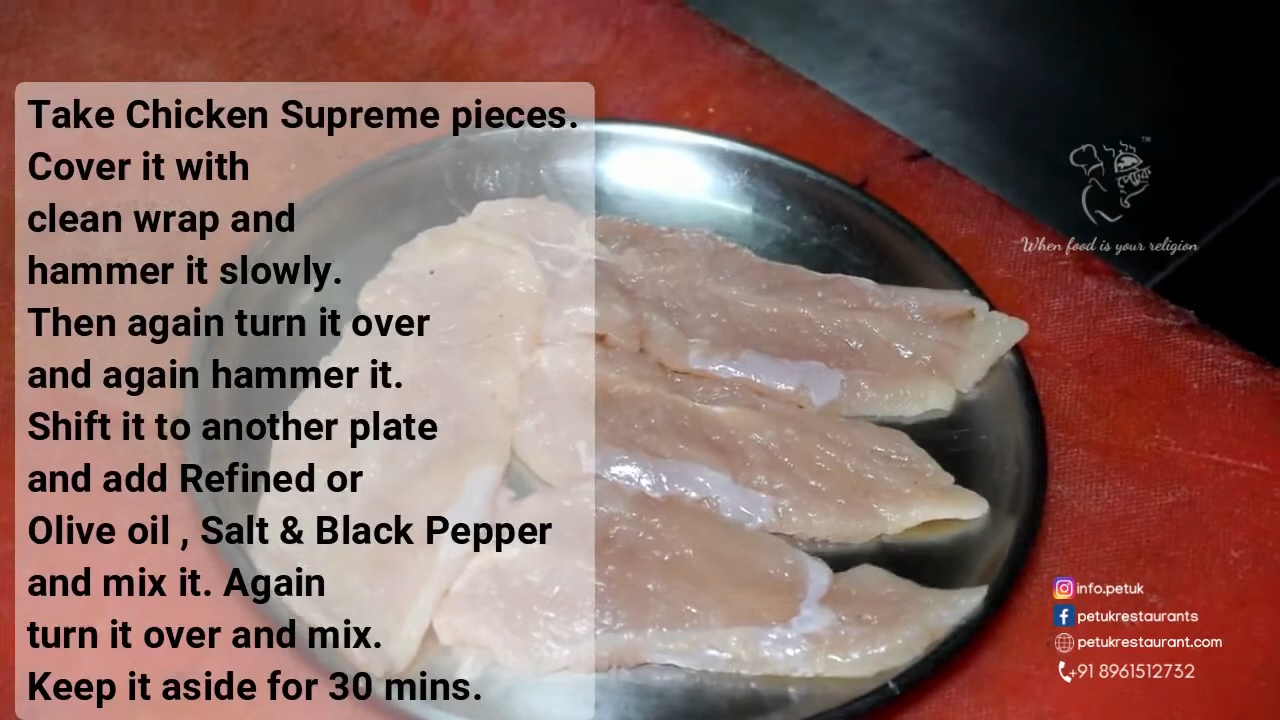 Take Chicken Supreme pieces.
Cover it with
clean wrap and
hammer it slowly.
Then again turn it over
and again hammer it.
Shift it to another plate
and add Refined or
Olive oil , Salt & Black Pepper
and mix it. Again
turn it over and mix.
Keep it aside for 30 mins.
TM
When food is your religion
info.petuk
petukrestaurants
petukrestaurant.com
+91 8961512732